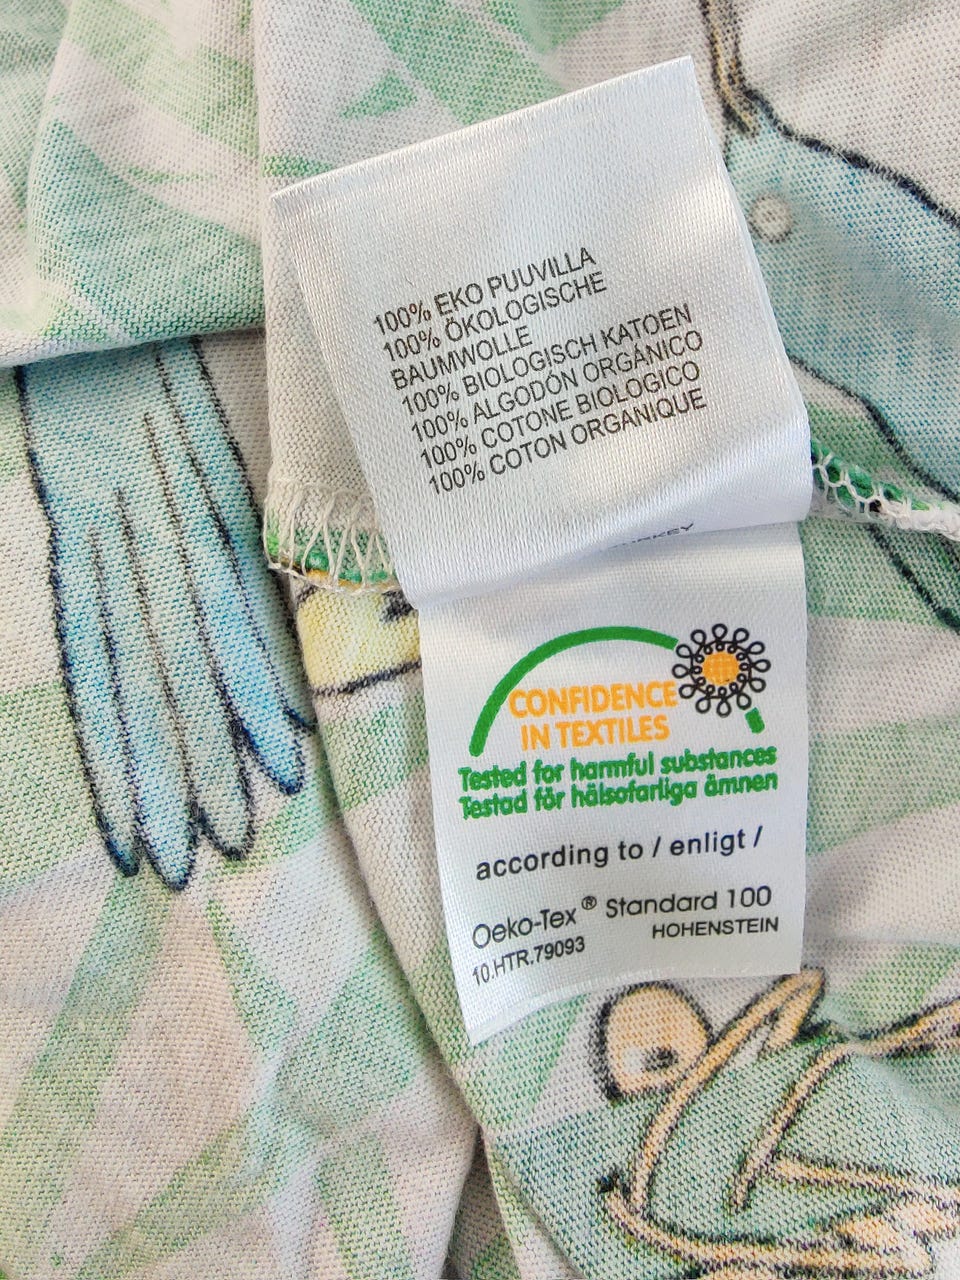 100% EKO PUUVILLA
100% ÖKOLOGISCHE
BAUMWOLLE
100% BIOLOGISCH KATOEN
100% ALGODÓN ORGÁNICO
100% COTONE BIOLOGICO
100% COTON ORGANIQUE
CONFIDENCE
IN TEXTILES
Tested for harmful substances
Testad för hälsofarliga ämnen
according to / enligt /
Oeko-Tex® Standard 100
10.HTR.79093 HOHENSTEIN